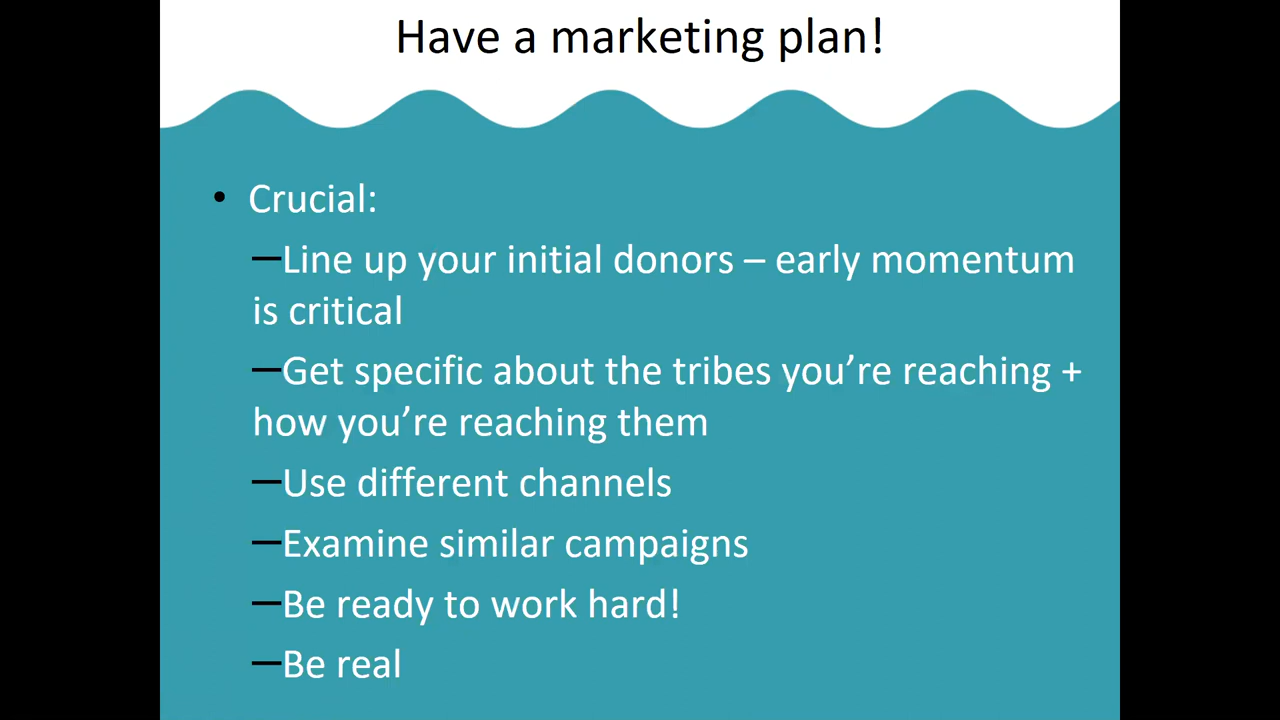 Have a marketing plan!
• Crucial:
—Line up your initial donors – early momentum
is critical
—Get specific about the tribes you’re reaching +
how you’re reaching them
—Use different channels
—Examine similar campaigns
—Be ready to work hard!
—Be real